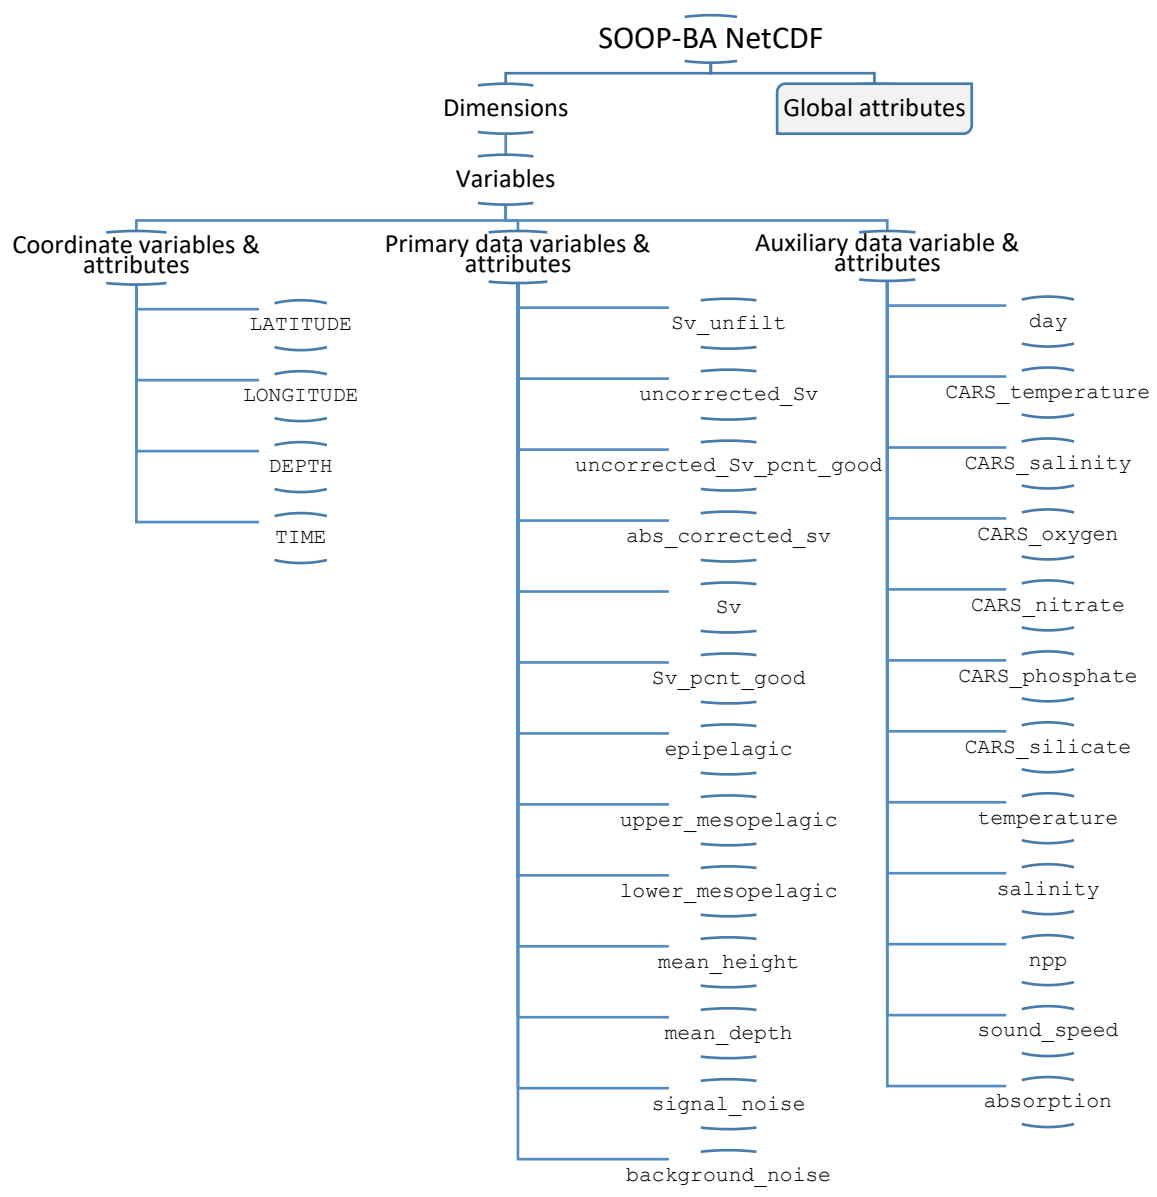 SOOP-BA NetCDF
Dimensions
Global attributes
Variables
Coordinate variables &
attributes
LATITUDE
LONGITUDE
DEPTH
TIME
Primary data variables &
attributes
Sv_unfilt
uncorrected_Sv
uncorrected_Sv_pcnt_good
abs_corrected_sv
Sv
Sv_pcnt_good
epipelagic
upper_mesopelagic
lower_mesopelagic
mean_height
mean_depth
signal_noise
background_noise
Auxiliary data variable &
attributes
day
CARS_temperature
CARS_salinity
CARS_oxygen
CARS_nitrate
CARS_phosphate
CARS_silicate
temperature
salinity
npp
sound_speed
absorption